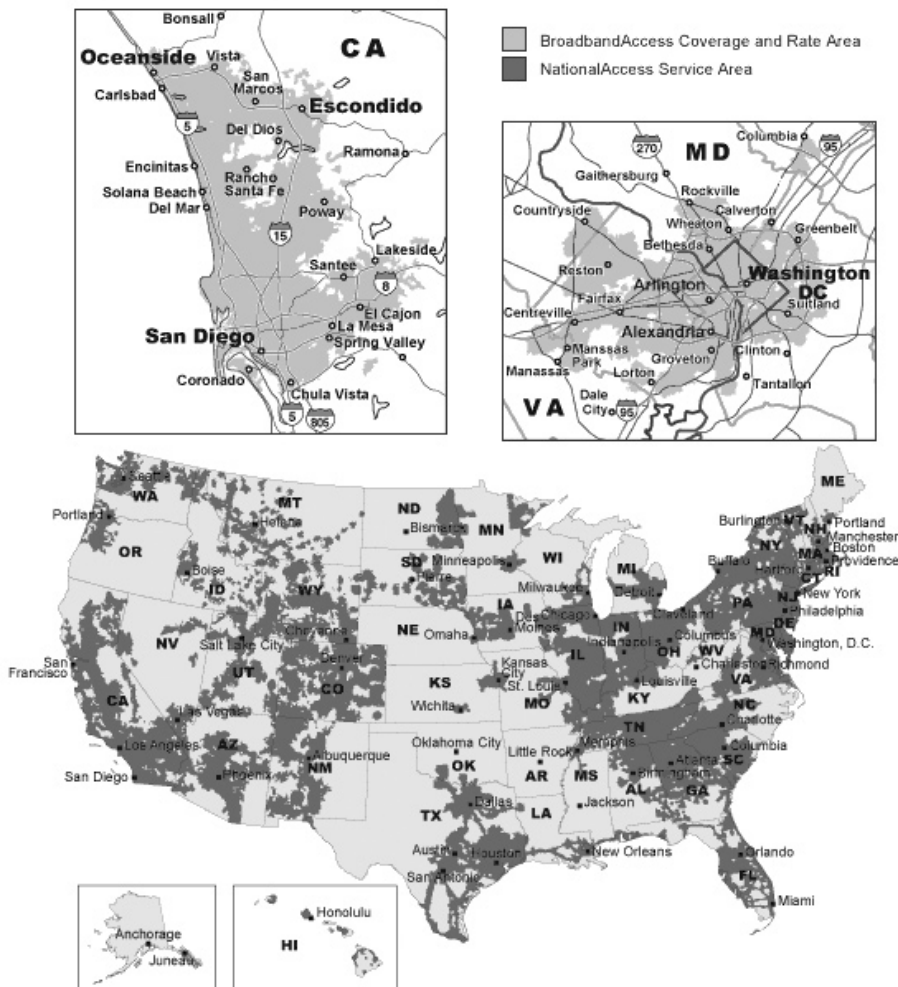 Bonsall
CA
Oceanside
Vista
San
Marcos
Carlsbad
Escondido
5
Del Dios
Ramona
Encinitas
Rancho
Santa Fe
Solana Beach
Del Mar
Poway
15
Lakeside
Santee
8
El Cajon
La Mesa
San Diego
Spring Valley
Coronado
Chula Vista
5
805
BroadbandAccess Coverage and Rate Area
NationalAccess Service Area
Columbia
95
270
MD
Gaithersburg
Rockville
Countryside
Calverton
Wheaton
Greenbelt
Bethesda
Reston
Washington
DC
Arlington
Fairfax
Suitland
Centreville
Alexandria
Manssas
Park
Groveton
Clinton
Manassas
Lorton
Tantallon
VA
Dale
City
95
Seattle
WA
Portland
OR
MT
Helena
Boise
ID
WY
ND
Bismarck
MN
SD
Pierre
Minneapolis
WI
Milwaukee
MI
Detroit
ME
Burlington
VT
NH
Portland
Manchester
Boston
NY
MA
Providence
Buffalo
Hartford
RI
CT
New York
NJ
PA
Philadelphia
DE
MD
Washington, D.C.
NV
Salt Lake City
UT
Cheyenne
Denver
CO
NE
Omaha
IA
Des
Moines
Chicago
Cleveland
IN
Indianapolis
Columbus
OH
WV
Charleston
Richmond
VA
San
Francisco
CA
Las Vegas
Los Angeles
San Diego
AZ
Phoenix
Albuquerque
NM
KS
Wichita
Kansas
City
St. Louis
MO
IL
Louisville
KY
NC
Charlotte
TN
Memphis
Columbia
SC
Atlanta
Birmingham
GA
AL
Oklahoma City
OK
Little Rock
AR
MS
Jackson
LA
New Orleans
TX
Dallas
Austin
Houston
San Antonio
Orlando
FL
Miami
Anchorage
Juneau
Honolulu
HI